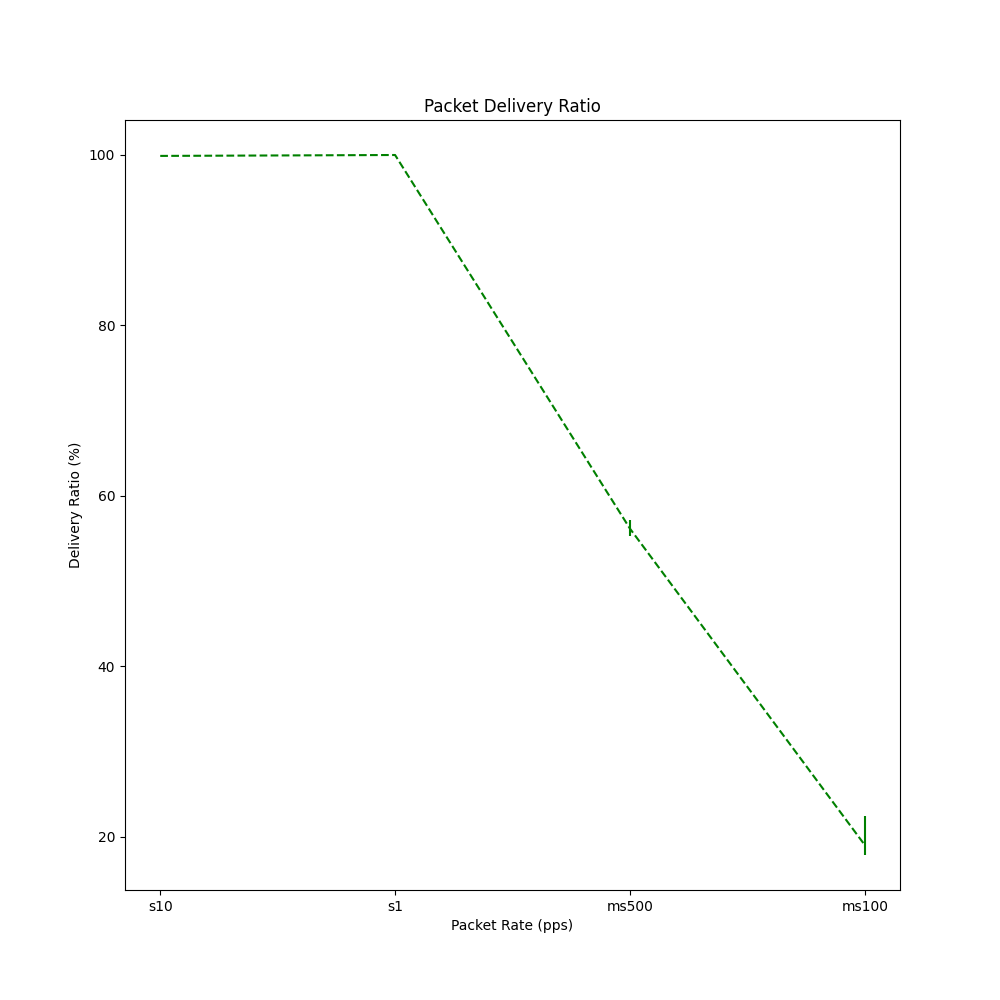 Packet Delivery Ratio
100
80
60
40
20
Delivery Ratio (%)
s10 s1 ms500 ms100
Packet Rate (pps)